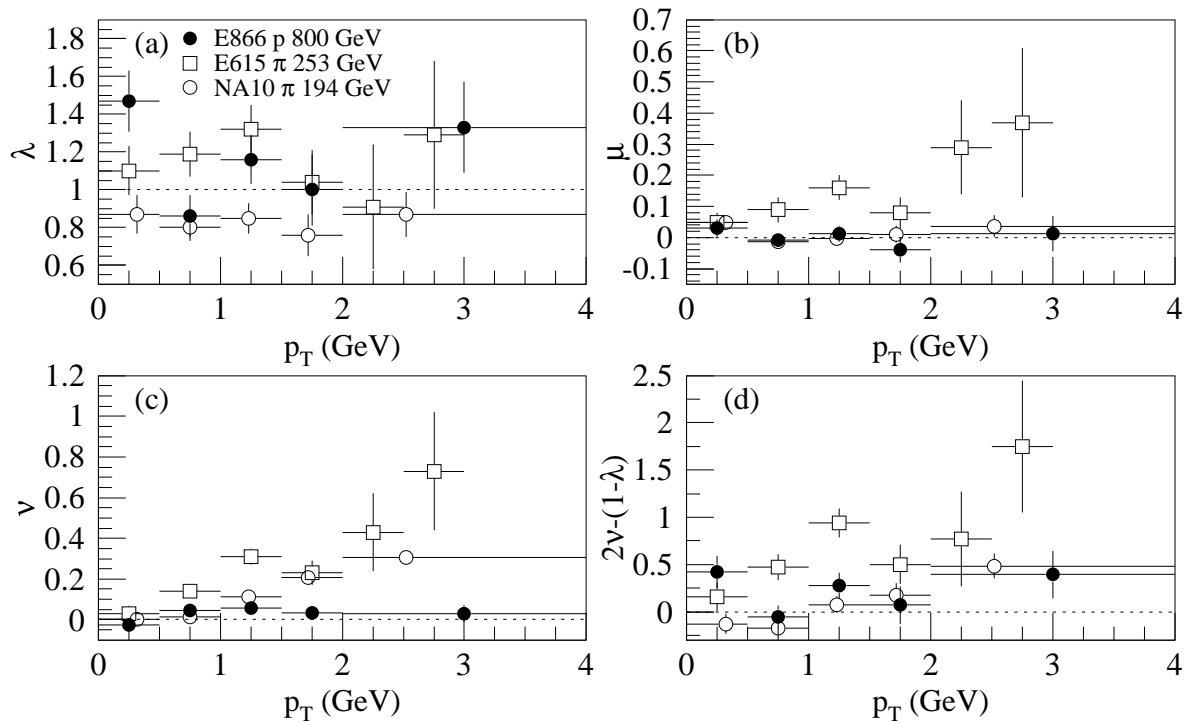 (a)
E866 p 800 GeV
E615 π 253 GeV
NA10 π 194 GeV
λ
1.8
1.6
1.4
1.2
1
0.8
0.6
0 1 2 3 4
p_T (GeV)
(b)
μ
0.7
0.6
0.5
0.4
0.3
0.2
0.1
0
-0.1
0 1 2 3 4
p_T (GeV)
(c)
ν
1.2
1
0.8
0.6
0.4
0.2
0
0 1 2 3 4
p_T (GeV)
(d)
2ν-(1-λ)
2.5
2
1.5
1
0.5
0
0 1 2 3 4
p_T (GeV)